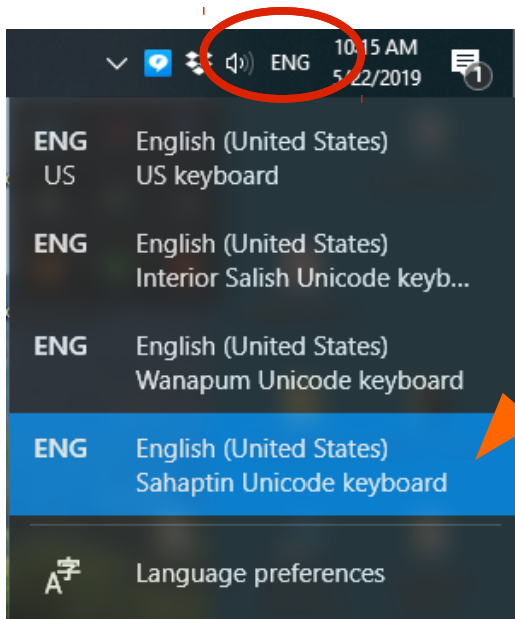 ENG
10:15 AM
5/22/2019
1
ENG
US
English (United States)
US keyboard
ENG
English (United States)
Interior Salish Unicode keyb...
ENG
English (United States)
Wanapum Unicode keyboard
ENG
English (United States)
Sahaptin Unicode keyboard
A字
Language preferences